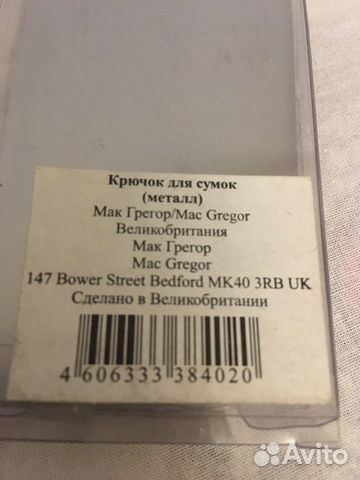 Крючок для сумок
(металл)
Мак Грегор/Mac Gregor
Великобритания
Мак Грегор
Mac Gregor
147 Bower Street Bedford MK40 3RB UK
Сделано в Великобритании
4 606333 384020
Avito